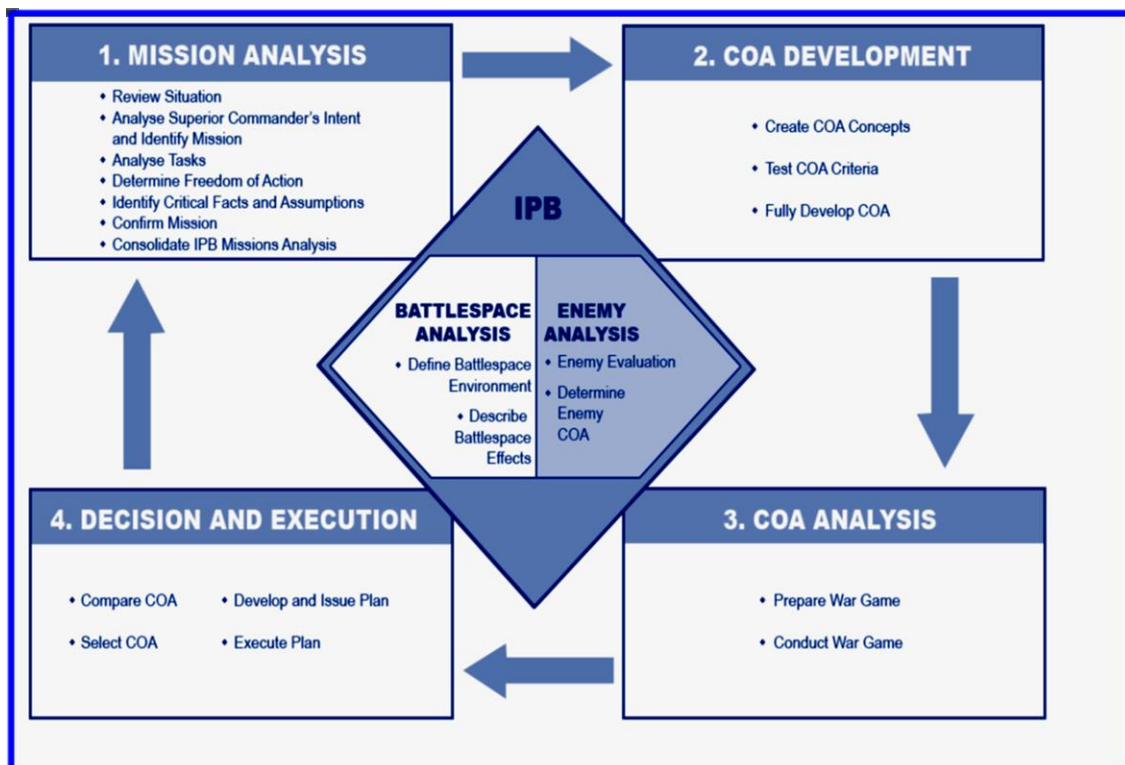 1. MISSION ANALYSIS
• Review Situation
• Analyse Superior Commander's Intent
and Identify Mission
• Analyse Tasks
• Determine Freedom of Action
• Identify Critical Facts and Assumptions
• Confirm Mission
• Consolidate IPB Missions Analysis
2. COA DEVELOPMENT
• Create COA Concepts
• Test COA Criteria
• Fully Develop COA
IPB
BATTLESPACE
ANALYSIS
• Define Battlespace
Environment
• Describe
Battlespace
Effects
ENEMY
ANALYSIS
• Enemy Evaluation
• Determine
Enemy
COA
4. DECISION AND EXECUTION
• Compare COA
• Select COA
• Develop and Issue Plan
• Execute Plan
3. COA ANALYSIS
• Prepare War Game
• Conduct War Game